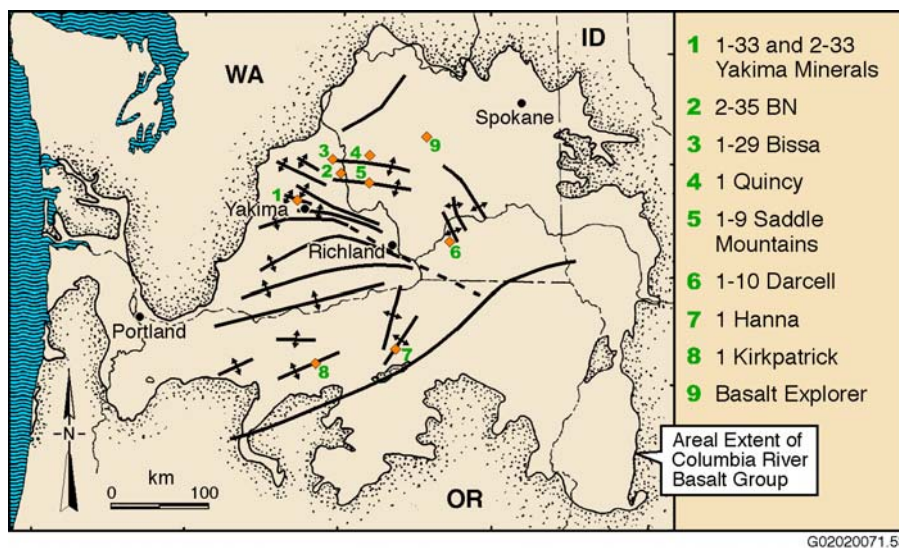 WA
ID
Spokane
3
4
9
2
5
1
Yakima
Richland
6
Portland
7
8
N
km
0 100
OR
1 1-33 and 2-33
Yakima Minerals
2 2-35 BN
3 1-29 Bissa
4 1 Quincy
5 1-9 Saddle
Mountains
6 1-10 Darcell
7 1 Hanna
8 1 Kirkpatrick
9 Basalt Explorer
Areal Extent of
Columbia River
Basalt Group